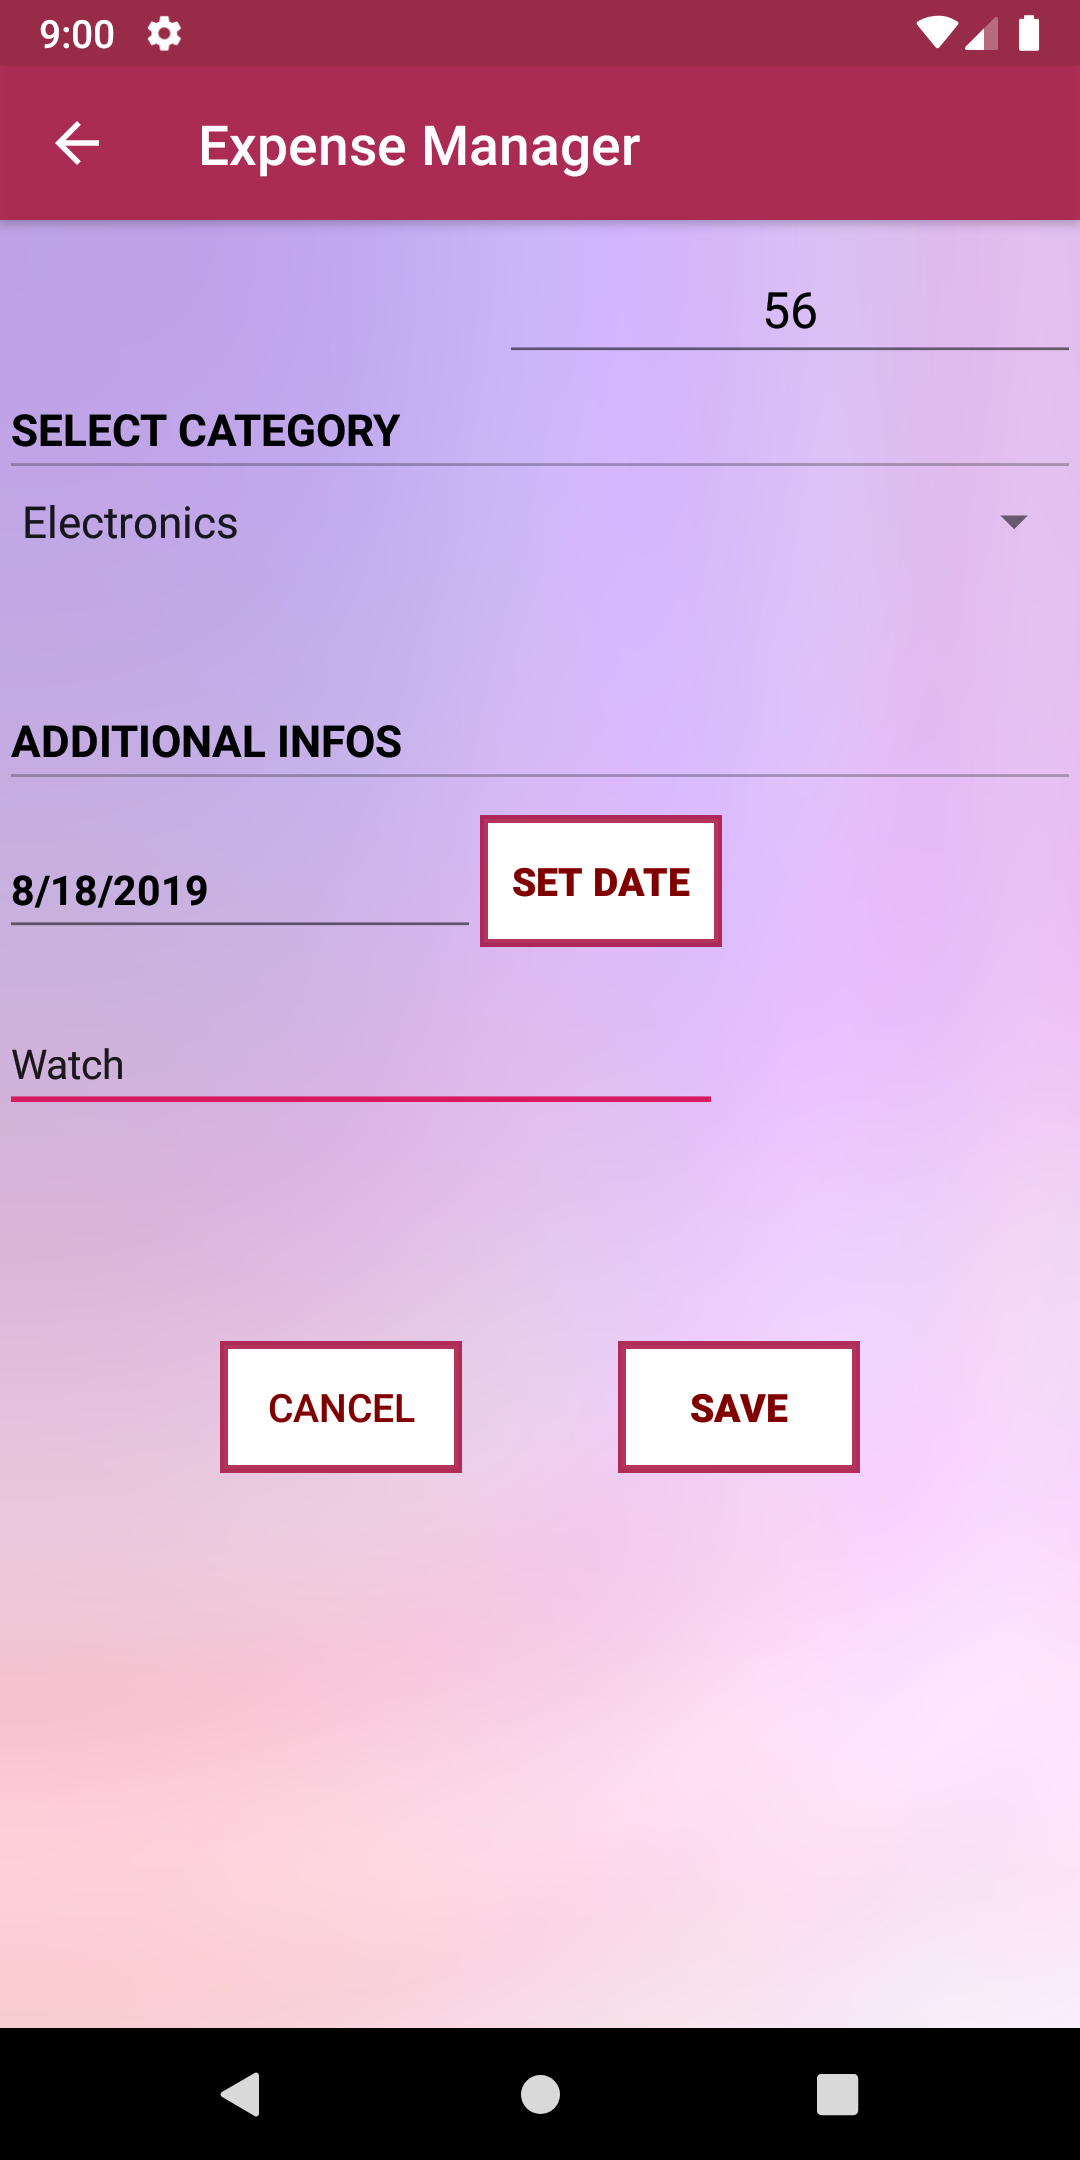 9:00
Expense Manager
56
SELECT CATEGORY
Electronics
ADDITIONAL INFOS
8/18/2019
SET DATE
Watch
CANCEL
SAVE